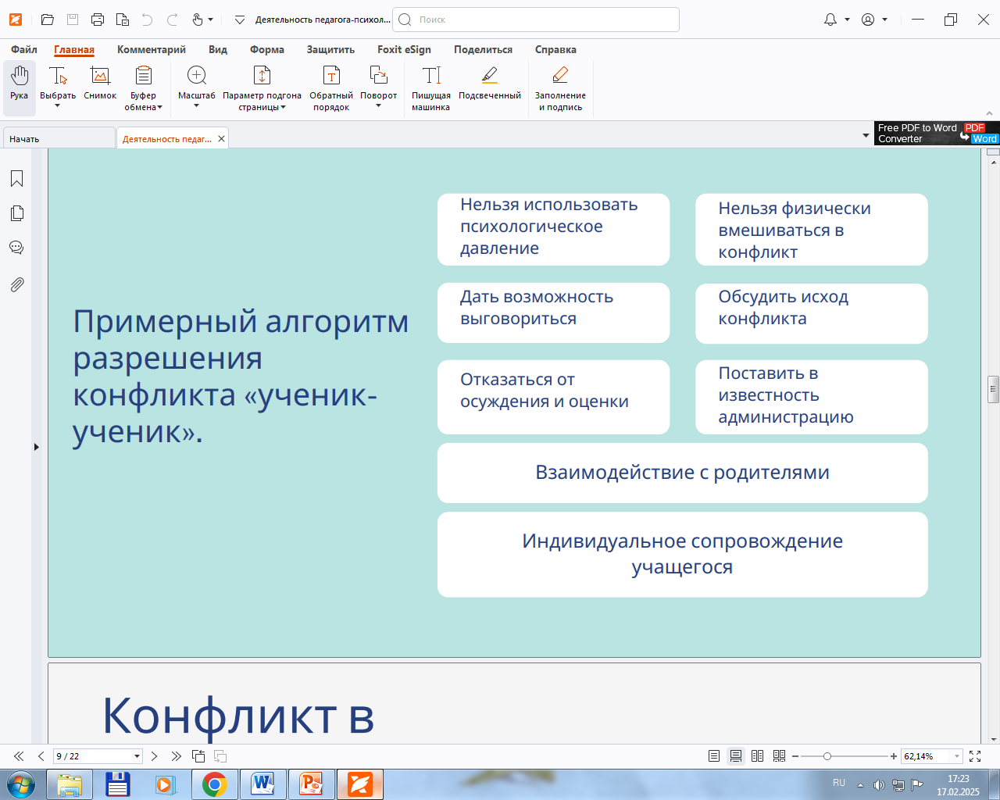 Деятельность педагога-психол...
Поиск
Файл
Главная
Комментарий
Вид
Форма
Защитить
Foxit eSign
Поделиться
Справка
Рука
Выбрать
Снимок
Буфер
обмена
Масштаб
Параметр подгона
страницы
Обратный
порядок
Поворот
Пишущая
машинка
Подсвеченный
Заполнение
и подпись
Начать
Деятельность педаг...
Free PDF to Word
Converter
PDF
Word
Примерный алгоритм
разрешения
конфликта «ученик-
ученик».
Нельзя использовать
психологическое
давление
Нельзя физически
вмешиваться в
конфликт
Дать возможность
выговориться
Обсудить исход
конфликта
Отказаться от
осуждения и оценки
Поставить в
известность
администрацию
Взаимодействие с родителями
Индивидуальное сопровождение
учащегося
Конфликт в
9 / 22
62,14%
RU
17:23
17.02.2025